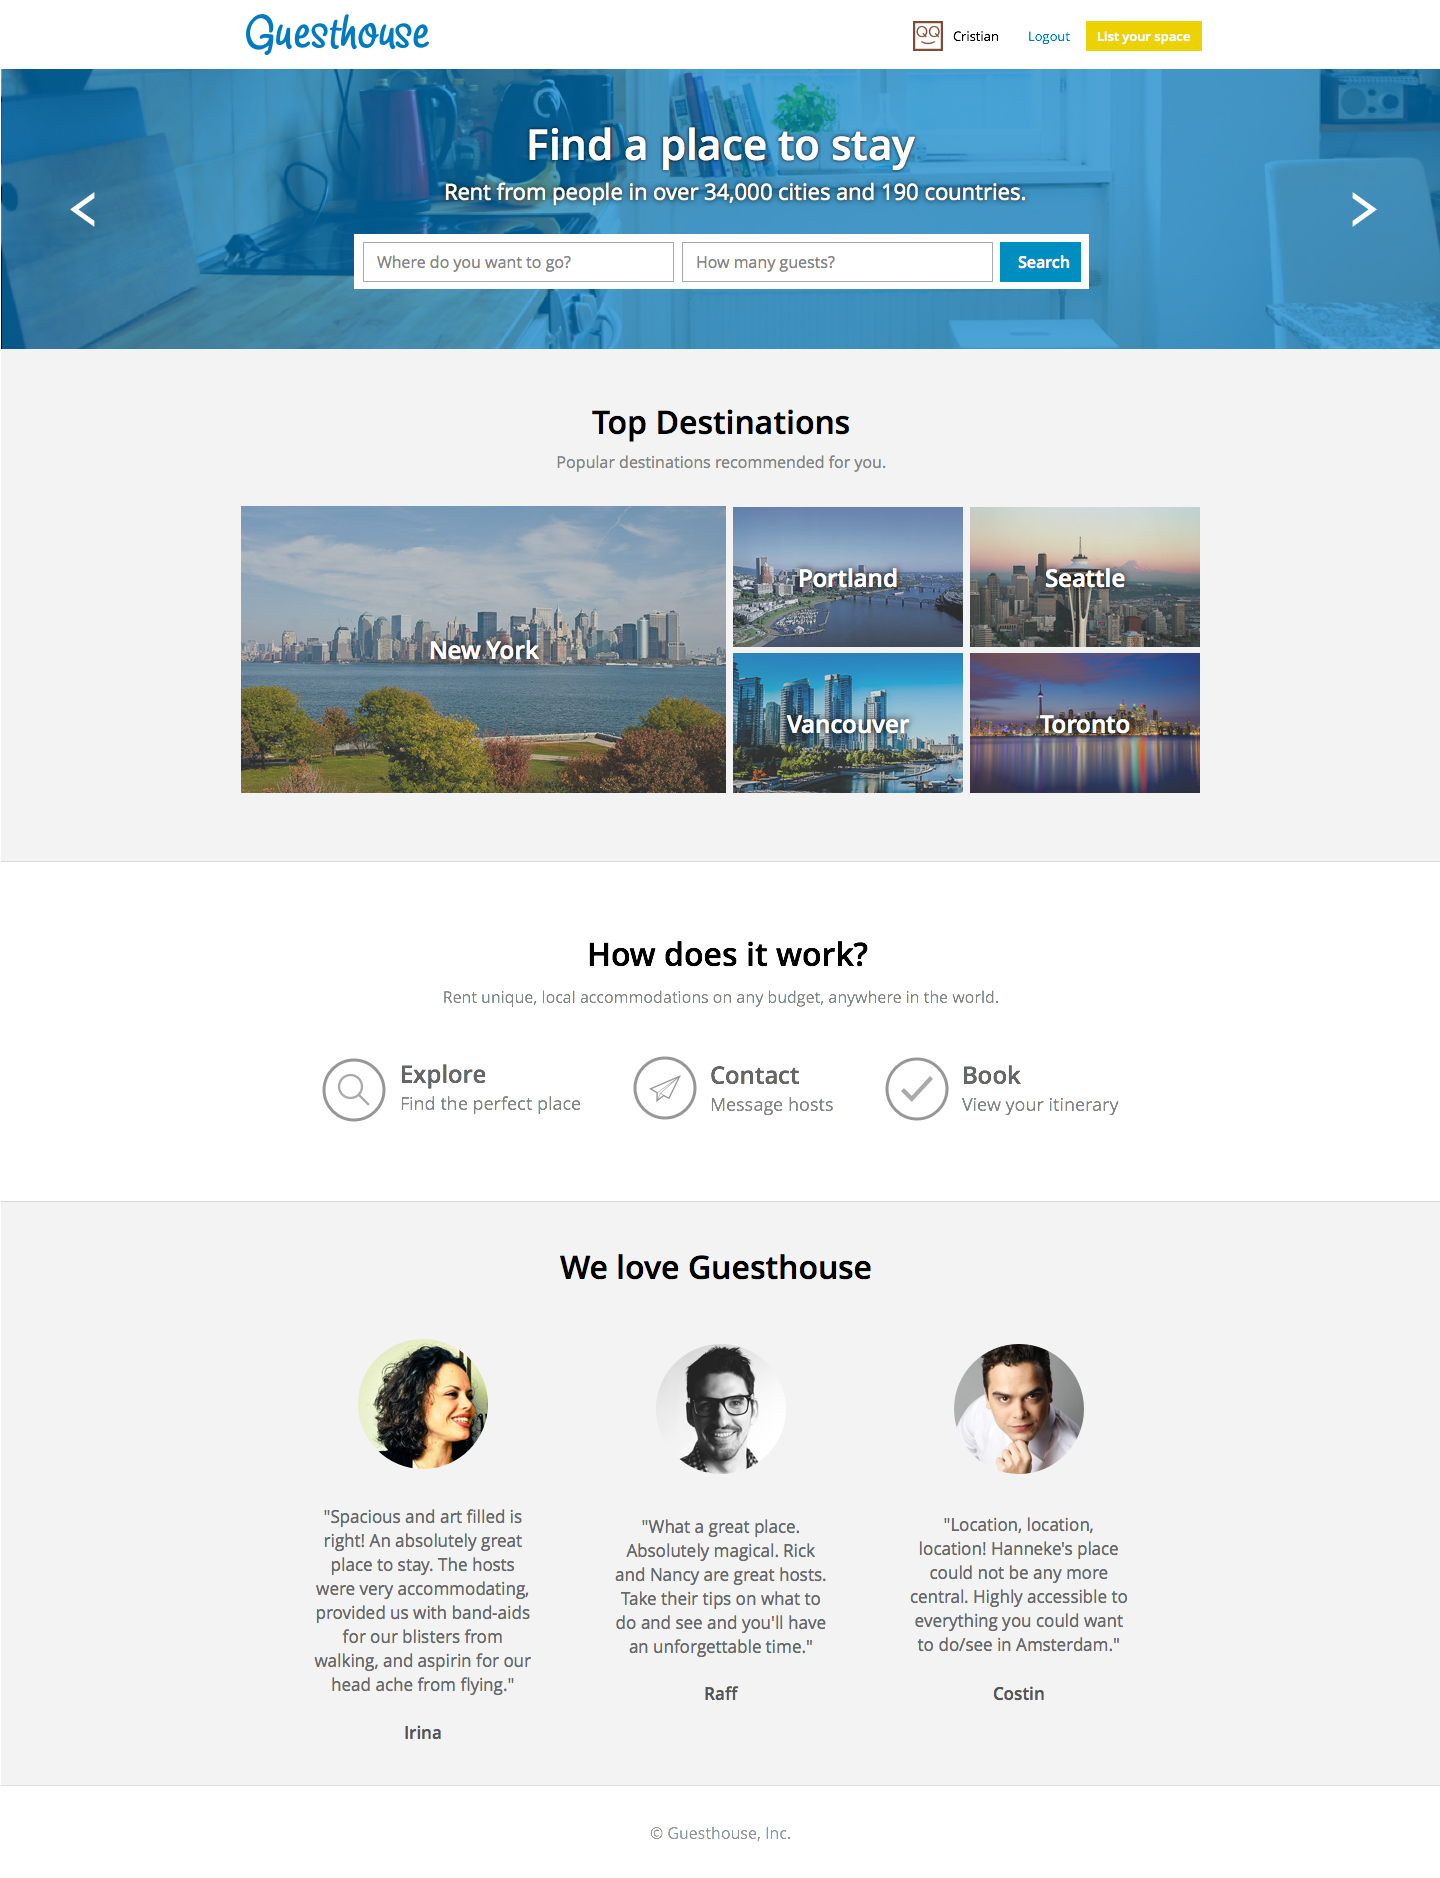 Guesthouse
Cristian
Logout
List your space
Find a place to stay
Rent from people in over 34,000 cities and 190 countries.
Where do you want to go?
How many guests?
Search
Top Destinations
Popular destinations recommended for you.
New York
Portland
Seattle
Vancouver
Toronto
How does it work?
Rent unique, local accommodations on any budget, anywhere in the world.
Explore
Find the perfect place
Contact
Message hosts
Book
View your itinerary
We love Guesthouse
"Spacious and art filled is
right! An absolutely great
place to stay. The hosts
were very accommodating,
provided us with band-aids
for our blisters from
walking, and aspirin for our
head ache from flying."
Irina
"What a great place.
Absolutely magical. Rick
and Nancy are great hosts.
Take their tips on what to
do and see and you'll have
an unforgettable time."
Raff
"Location, location,
location! Hanneke's place
could not be any more
central. Highly accessible to
everything you could want
to do/see in Amsterdam."
Costin
© Guesthouse, Inc.